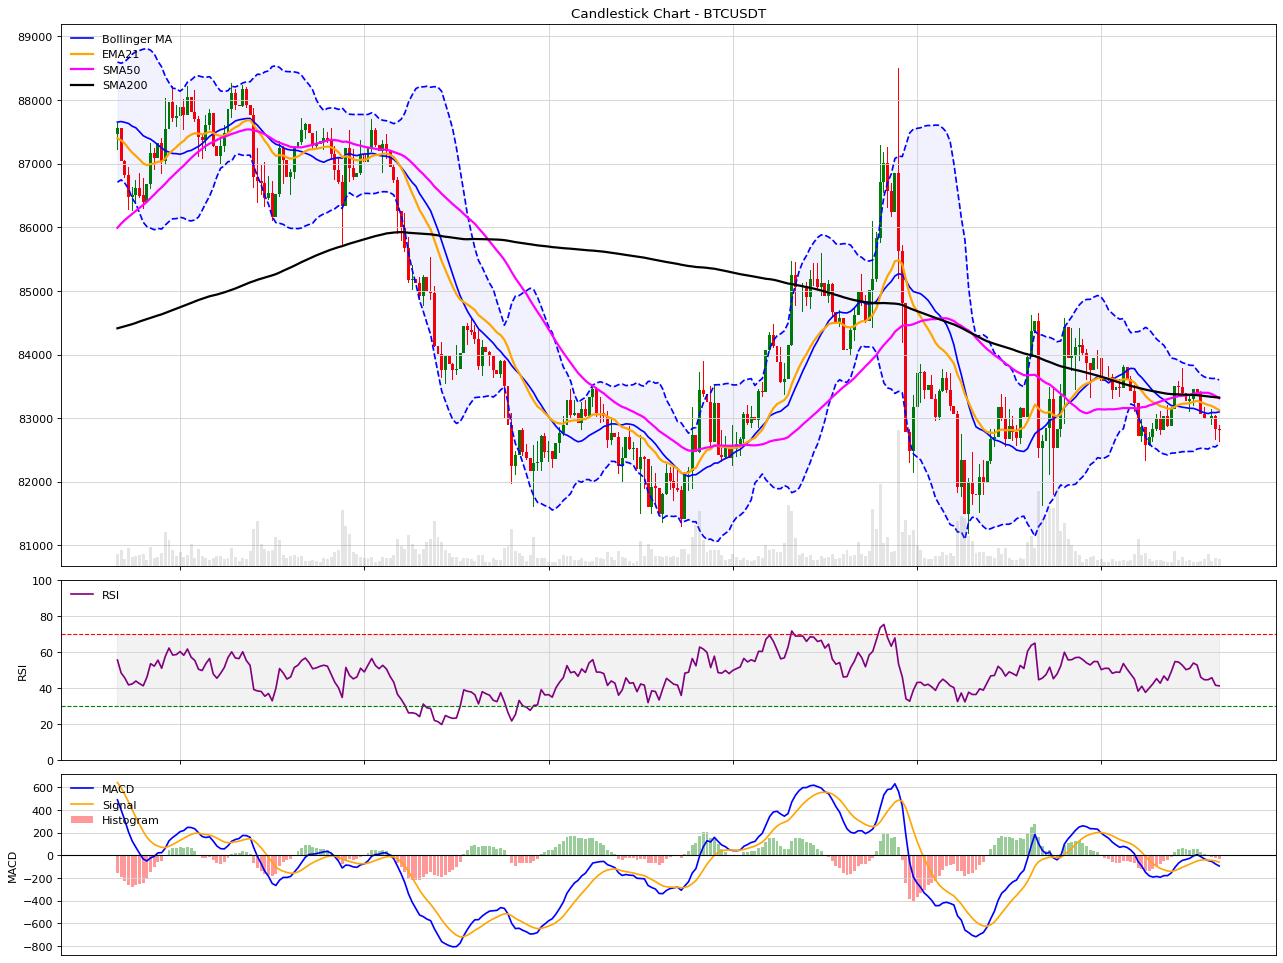 Candlestick Chart - BTCUSDT
Bollinger MA
EMA21
SMA50
SMA200
89000
88000
87000
86000
85000
84000
83000
82000
81000
RSI
100
80
60
40
20
0
RSI
MACD
Signal
Histogram
600
400
200
0
−200
−400
−600
−800
MACD